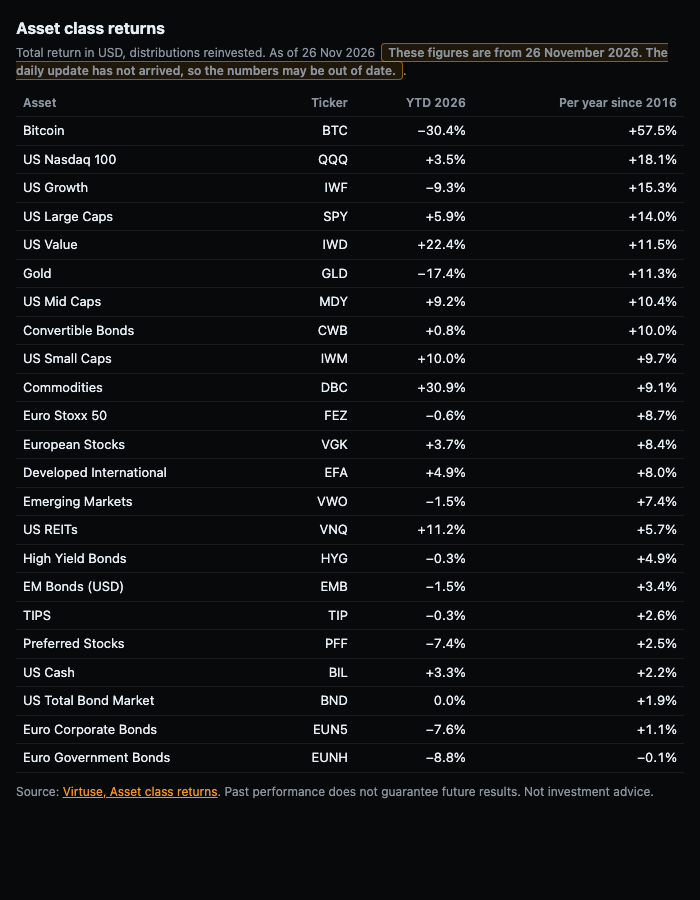 Asset class returns
Total return in USD, distributions reinvested. As of 26 Nov 2026 These figures are from 26 November 2026. The
daily update has not arrived, so the numbers may be out of date. .
Asset Ticker YTD 2026 Per year since 2016
Bitcoin BTC −30.4% +57.5%
US Nasdaq 100 QQQ +3.5% +18.1%
US Growth IWF −9.3% +15.3%
US Large Caps SPY +5.9% +14.0%
US Value IWD +22.4% +11.5%
Gold GLD −17.4% +11.3%
US Mid Caps MDY +9.2% +10.4%
Convertible Bonds CWB +0.8% +10.0%
US Small Caps IWM +10.0% +9.7%
Commodities DBC +30.9% +9.1%
Euro Stoxx 50 FEZ −0.6% +8.7%
European Stocks VGK +3.7% +8.4%
Developed International EFA +4.9% +8.0%
Emerging Markets VWO −1.5% +7.4%
US REITs VNQ +11.2% +5.7%
High Yield Bonds HYG −0.3% +4.9%
EM Bonds (USD) EMB −1.5% +3.4%
TIPS TIP −0.3% +2.6%
Preferred Stocks PFF −7.4% +2.5%
US Cash BIL +3.3% +2.2%
US Total Bond Market BND 0.0% +1.9%
Euro Corporate Bonds EUN5 −7.6% +1.1%
Euro Government Bonds EUNH −8.8% −0.1%
Source: Virtuse, Asset class returns. Past performance does not guarantee future results. Not investment advice.